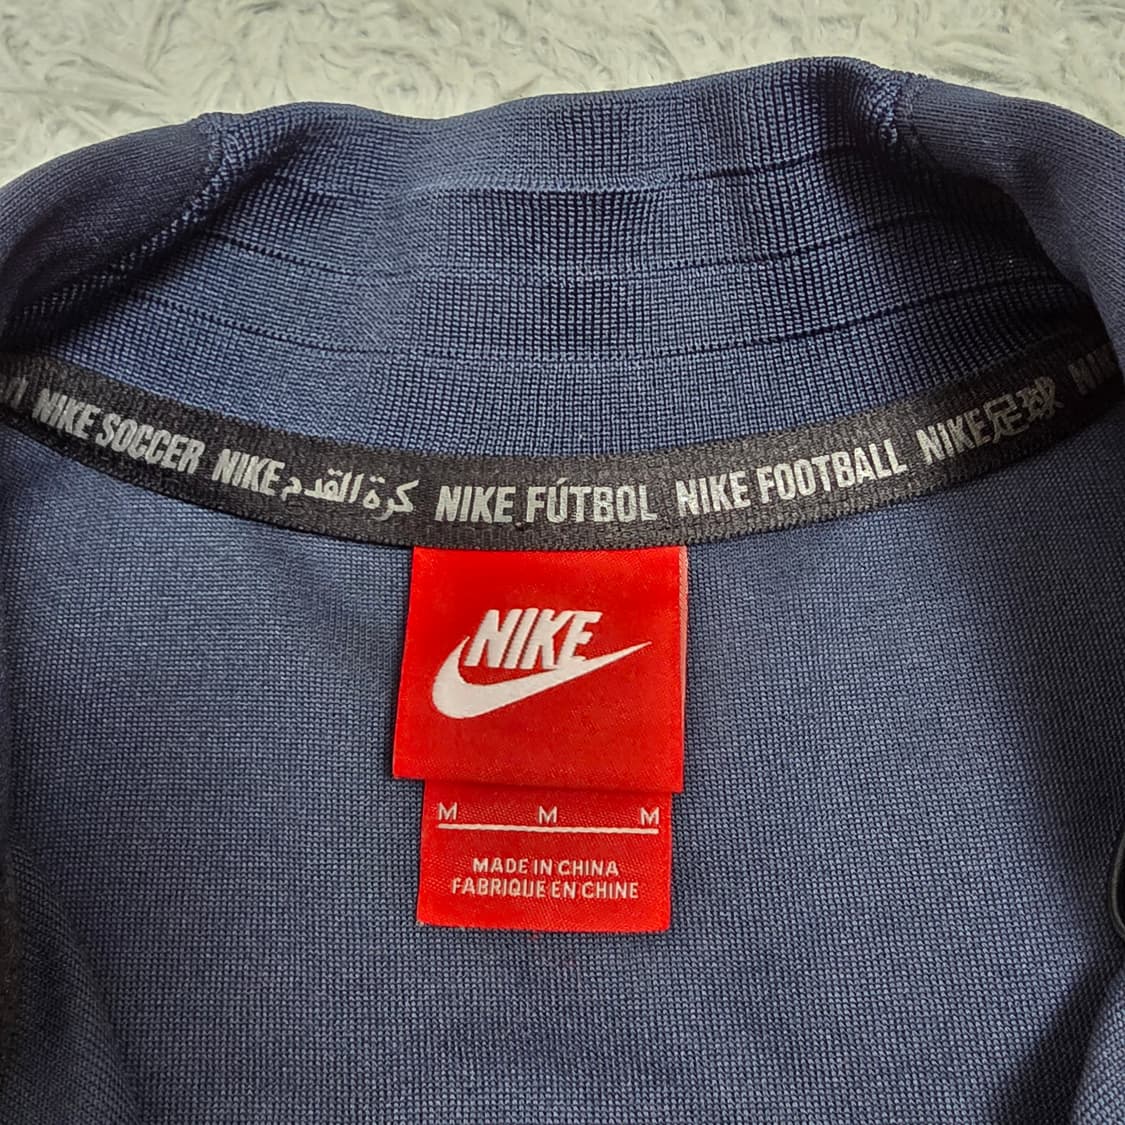 NIKE SOCCER NIKE كرة القدم NIKE FÚTBOL NIKE FOOTBALL NIKE足球
NIKE
M M M
MADE IN CHINA
FABRIQUE EN CHINE